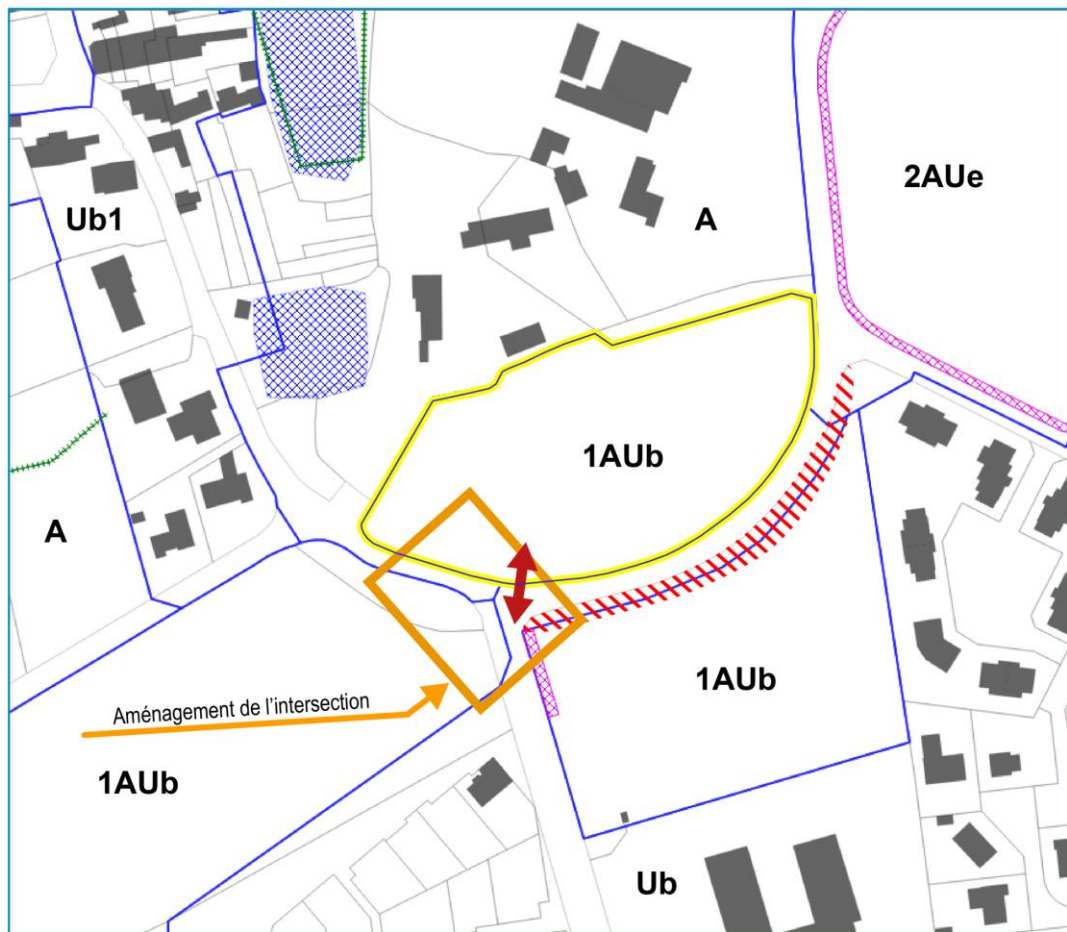 2AUe
Ub1
A
1AUb
A
1AUb
Aménagement de l'intersection
1AUb
Ub